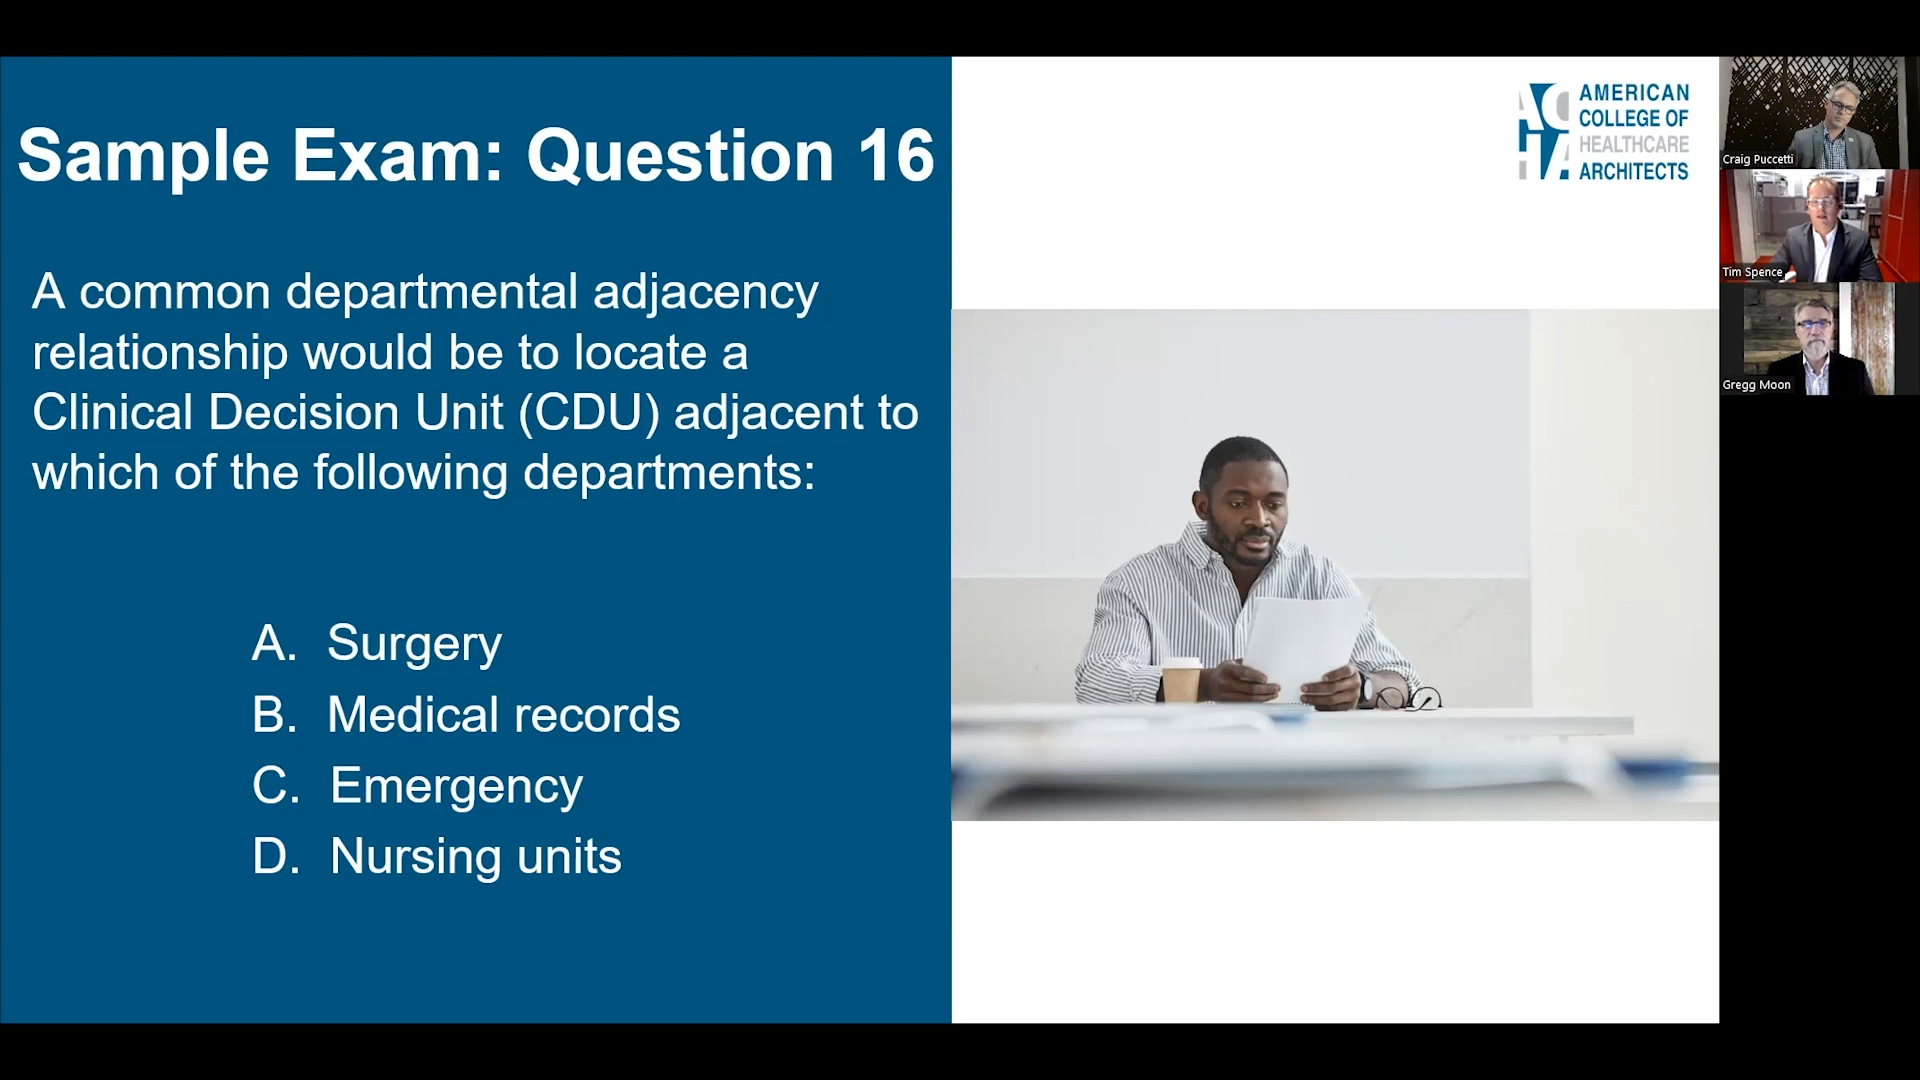 Sample Exam: Question 16
A common departmental adjacency
relationship would be to locate a
Clinical Decision Unit (CDU) adjacent to
which of the following departments:
A. Surgery
B. Medical records
C. Emergency
D. Nursing units
ACHA
AMERICAN
COLLEGE OF
HEALTHCARE
ARCHITECTS
Craig Puccetti
Tim Spence
Gregg Moon